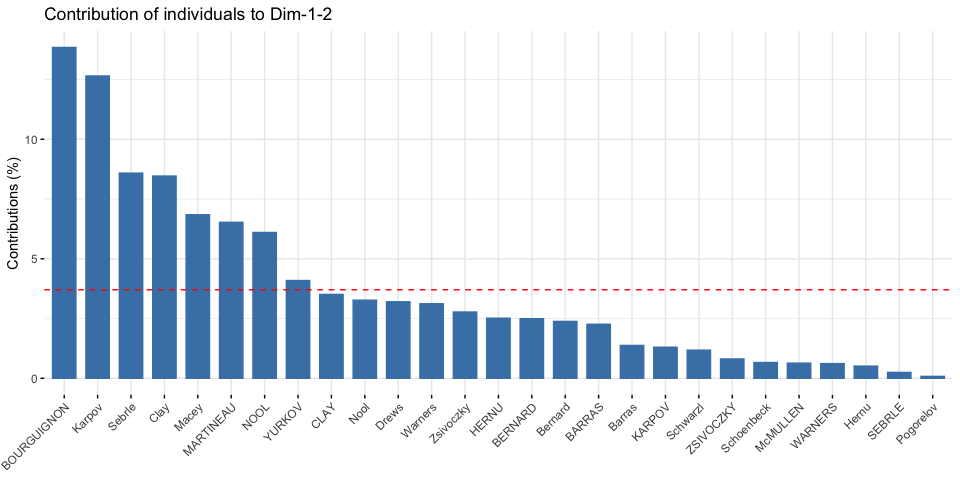 Contribution of individuals to Dim-1-2
Contributions (%)
10
5
0
BOURGUIGNON
Karpov
Sebrle
Clay
Macey
MARTINEAU
NOOL
YURKOV
CLAY
Nool
Drews
Warners
Zsivoczky
HERNU
BERNARD
Bernard
BARRAS
Barras
KARPOV
Schwarzl
ZSIVOCZKY
Schoenbeck
McMULLEN
WARNERS
Hernu
SEBRLE
Pogorelov